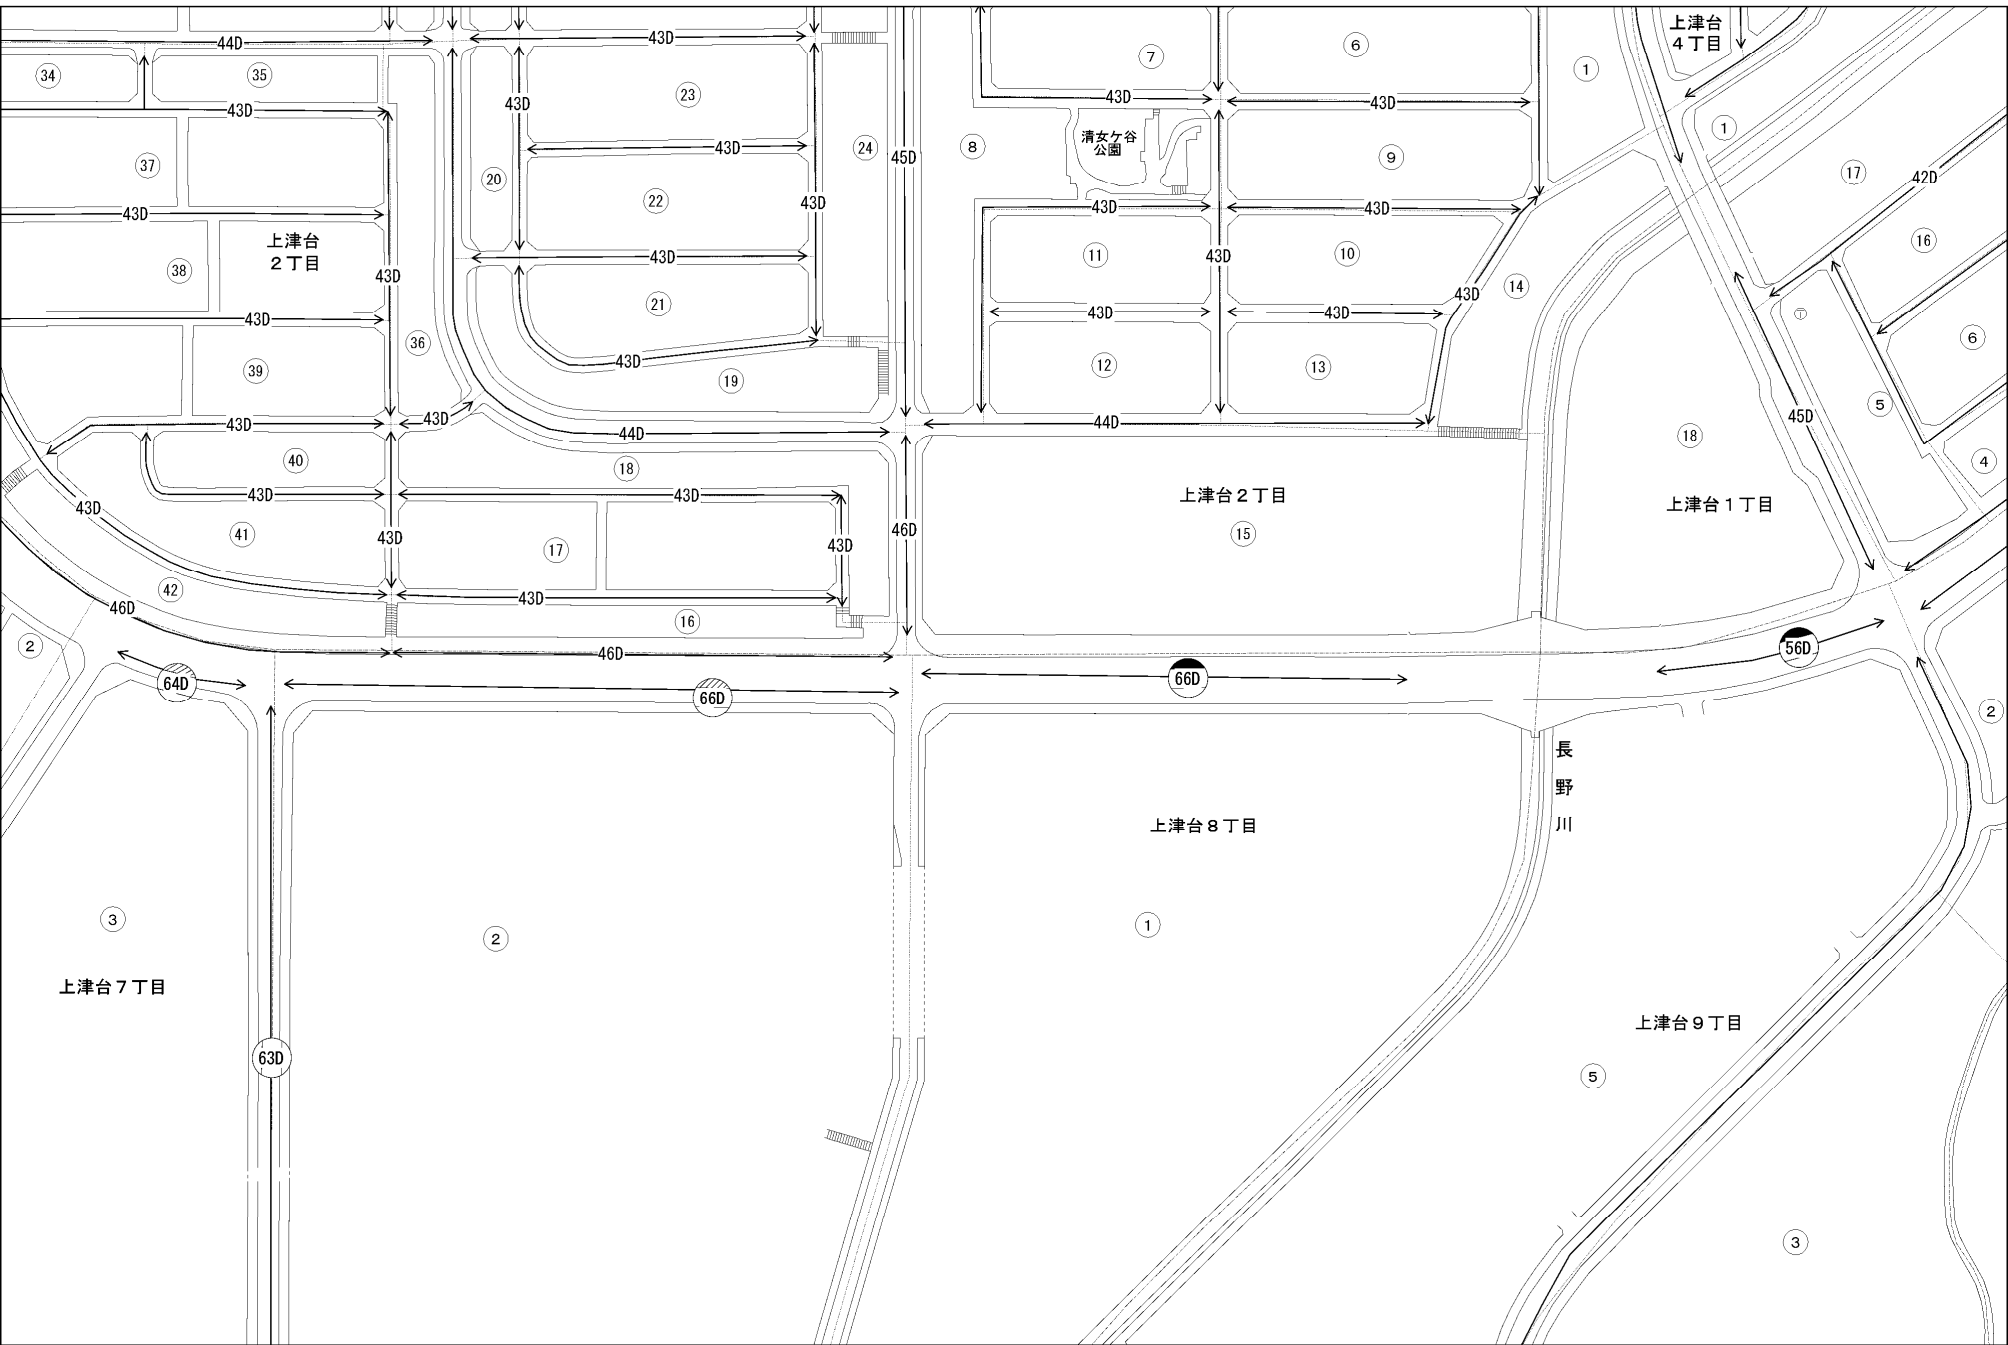 44D
43D
⑦
⑥
①
上津台
4丁目
㉞
㉟
43D
㉓
43D
43D
43D
43D
①
清女ケ谷
公園
㊲
⑳
43D
㉔
45D
⑧
⑨
⑰
42D
43D
㉒
43D
43D
43D
上津台
2丁目
㊳
43D
43D
⑪
43D
⑩
⑯
⑭
43D
43D
㉑
43D
43D
㊱
㊴
43D
⑲
⑫
⑬
⑥
⑤
45D
43D
43D
44D
44D
⑱
④
㊵
⑱
43D
43D
上津台2丁目
上津台1丁目
43D
㊶
43D
⑰
43D
46D
⑮
㊷
46D
43D
⑯
②
46D
64D
66D
66D
56D
②
長
野
川
上津台8丁目
③
②
①
上津台7丁目
上津台9丁目
63D
⑤
③